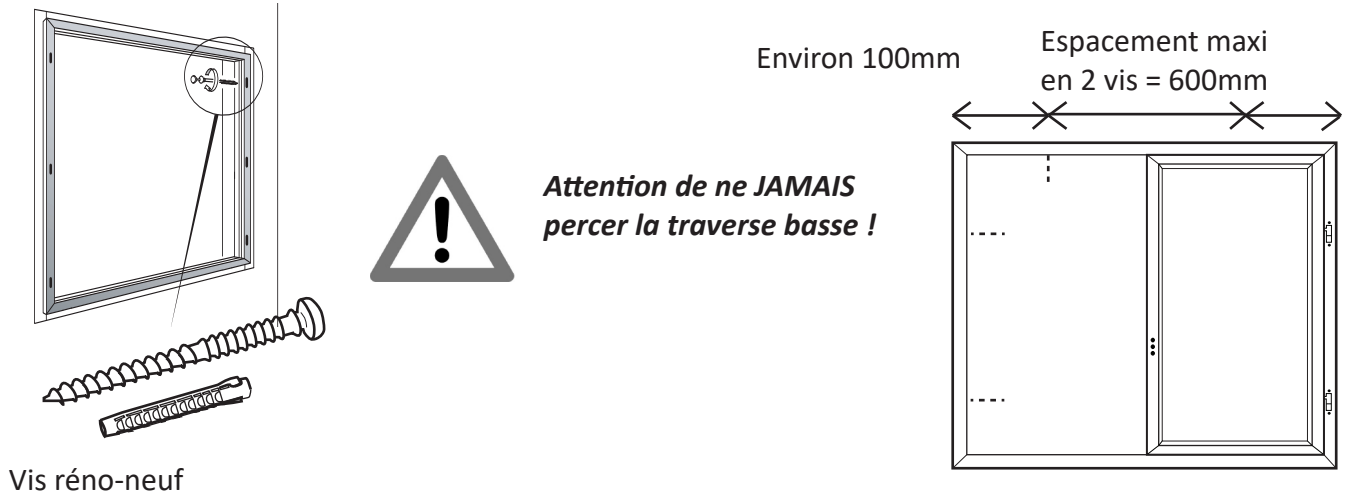 Environ 100mm
Espacement maxi
en 2 vis = 600mm
Attention de ne JAMAIS
percer la traverse basse !
Vis réno-neuf